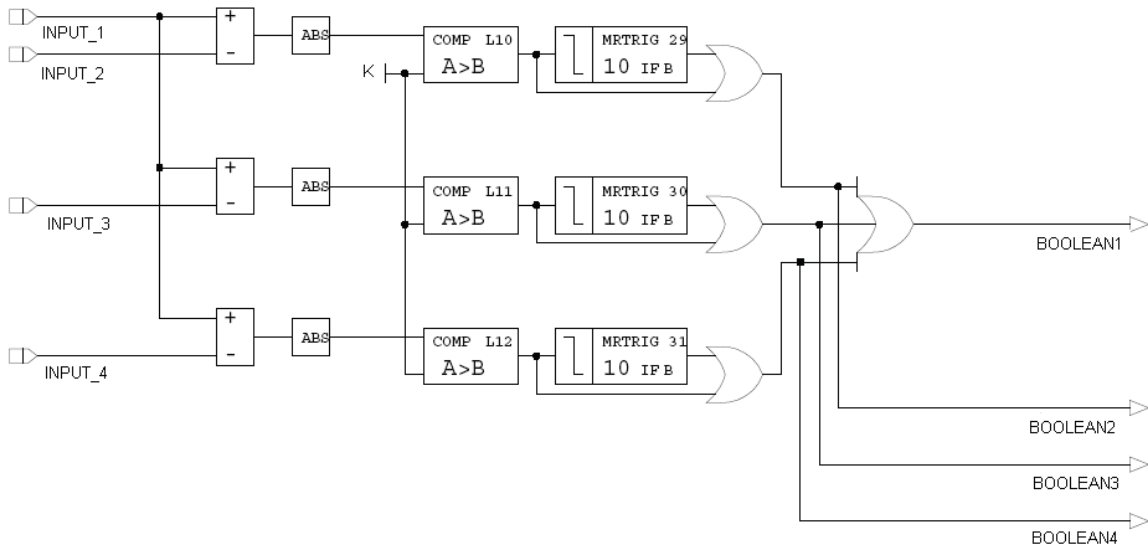 INPUT_1
INPUT_2
+
-
ABS
COMP L10
A>B
K
MRTRIG 29
10 IFB
INPUT_3
+
-
ABS
COMP L11
A>B
MRTRIG 30
10 IFB
BOOLEAN1
INPUT_4
+
-
ABS
COMP L12
A>B
MRTRIG 31
10 IFB
BOOLEAN2
BOOLEAN3
BOOLEAN4